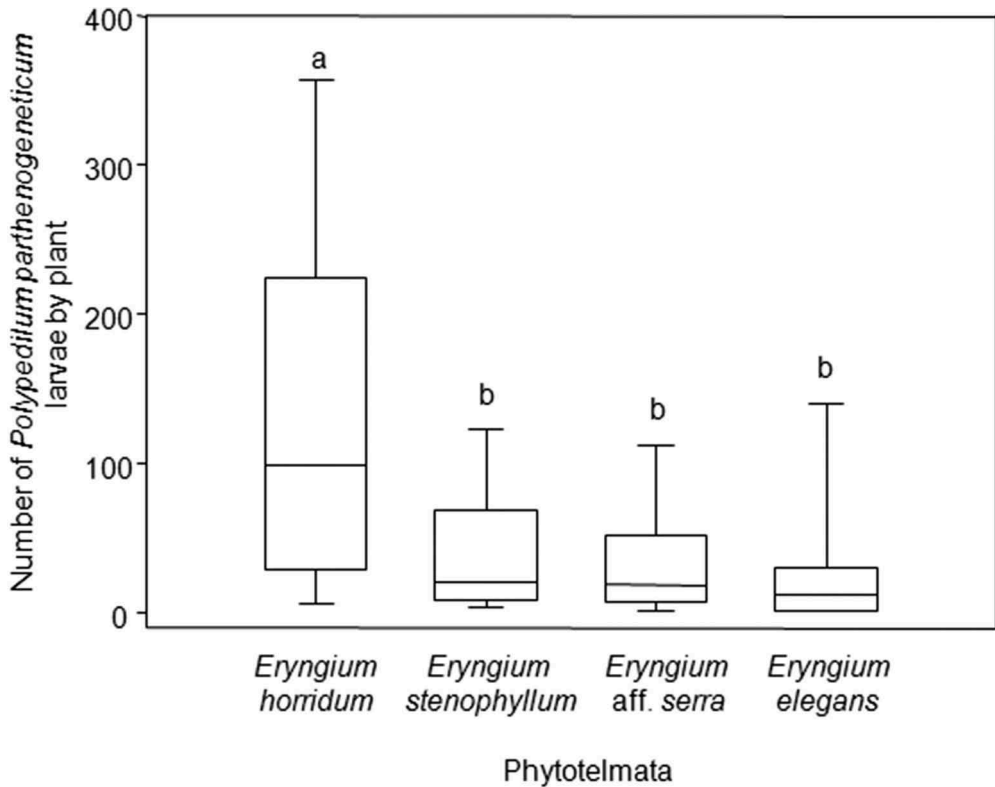 Number of Polypedilum parthenogeneticum
larvae by plant
400
300
200
100
0
a
b
b
b
Eryngium
horridum
Eryngium
stenophyllum
Eryngium
aff. serra
Eryngium
elegans
Phytotelmata